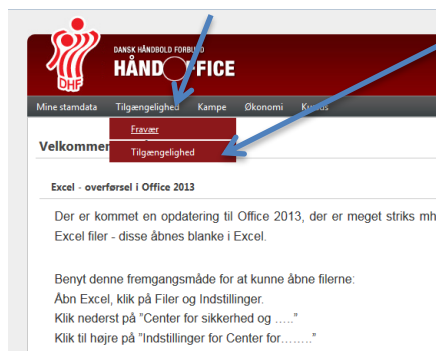 DHF
DANSK HÅNDBOLD FORBUND
HÅNDOFFICE
Mine stamdata Tilgængelighed Kampe Økonomi Kursus
Fravær
Tilgængelighed
Velkommen
Excel - overførsel i Office 2013
Der er kommet en opdatering til Office 2013, der er meget striks mh
Excel filer - disse åbnes blanke i Excel.
Benyt denne fremgangsmåde for at kunne åbne filerne:
Åbn Excel, klik på Filer og Indstillinger.
Klik nederst på "Center for sikkerhed og ....."
Klik til højre på "Indstillinger for Center for........"